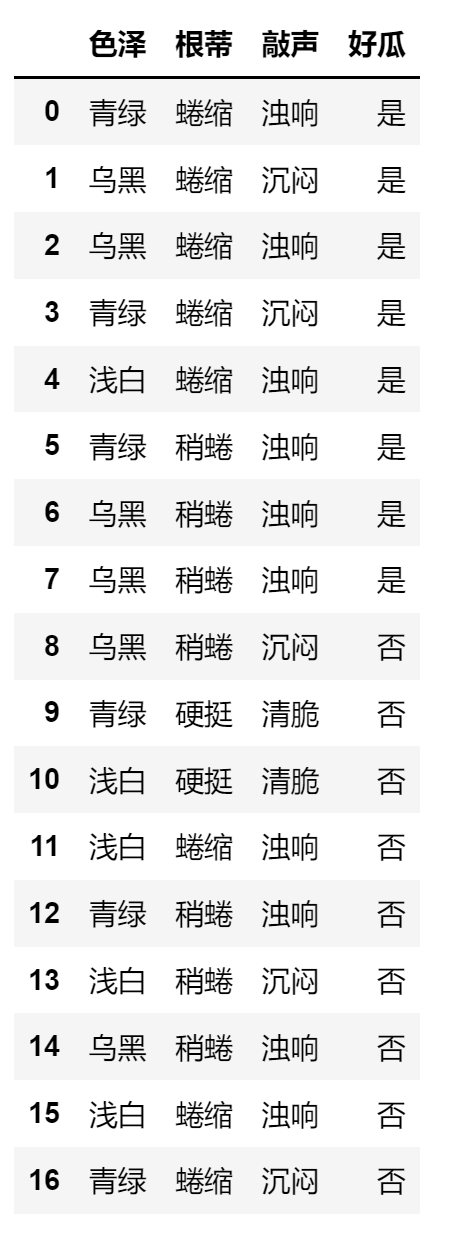 色泽 根蒂 敲声 好瓜
0 青绿 蜷缩 浊响 是
1 乌黑 蜷缩 沉闷 是
2 乌黑 蜷缩 浊响 是
3 青绿 蜷缩 沉闷 是
4 浅白 蜷缩 浊响 是
5 青绿 稍蜷 浊响 是
6 乌黑 稍蜷 浊响 是
7 乌黑 稍蜷 浊响 是
8 乌黑 稍蜷 沉闷 否
9 青绿 硬挺 清脆 否
10 浅白 硬挺 清脆 否
11 浅白 蜷缩 浊响 否
12 青绿 稍蜷 浊响 否
13 浅白 稍蜷 沉闷 否
14 乌黑 稍蜷 浊响 否
15 浅白 蜷缩 浊响 否
16 青绿 蜷缩 沉闷 否